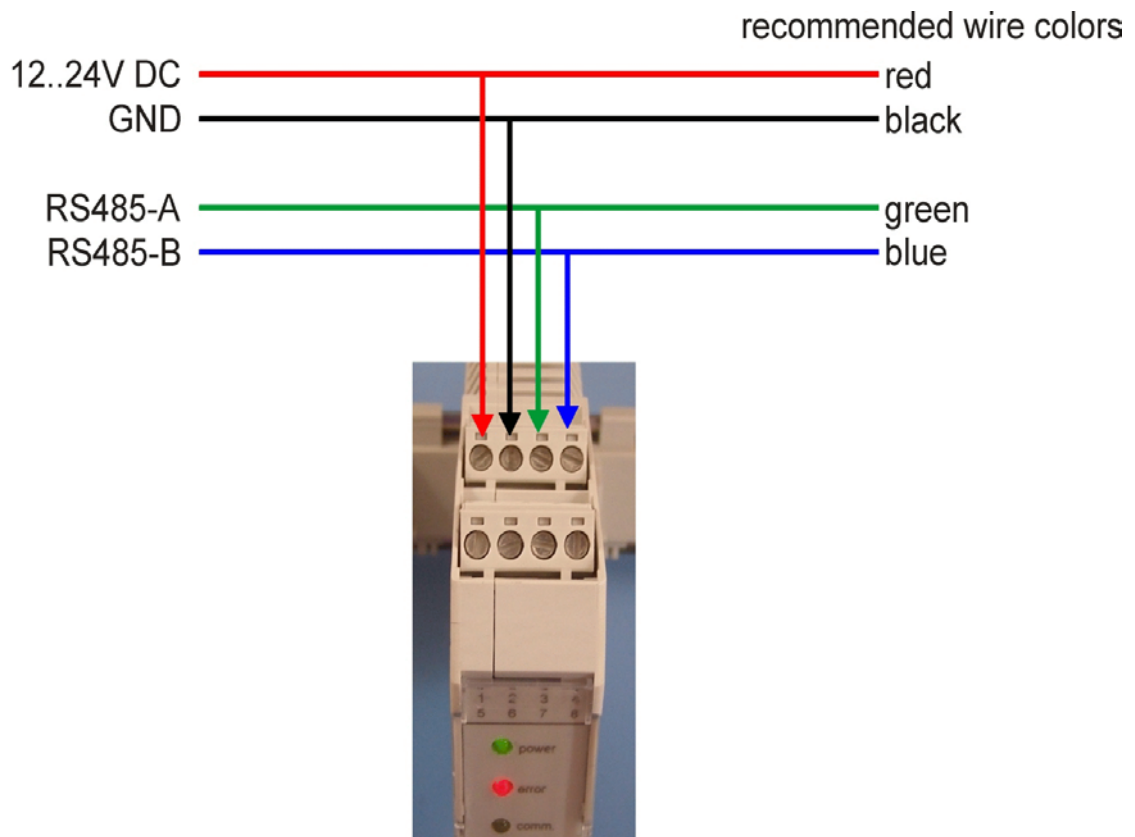 recommended wire colors
12..24V DC red
GND black
RS485-A green
RS485-B blue
1 2 3 4
5 6 7 8
power
error
comm.